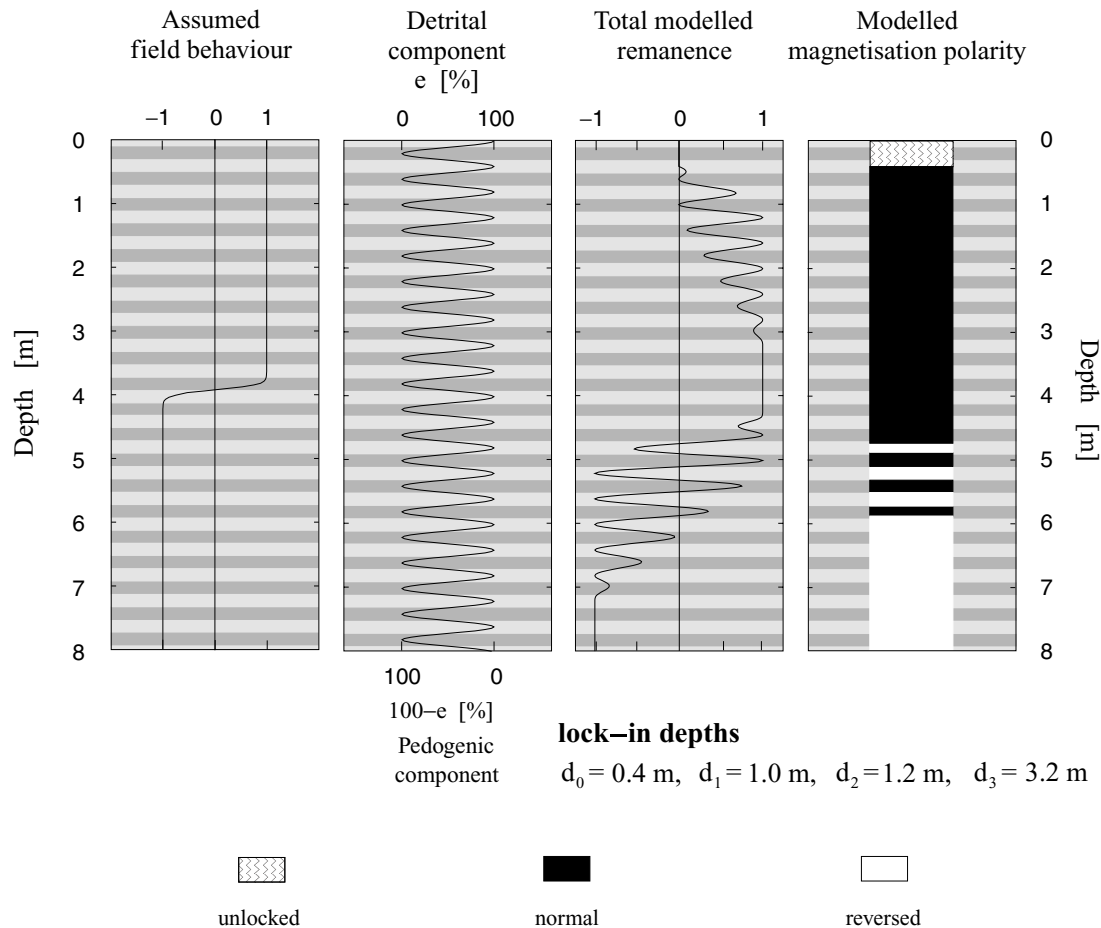 Assumed
field behaviour
Detrital
component
e [%]
Total modelled
remanence
Modelled
magnetisation polarity
−1 0 1
0 100
−1 0 1
0 0
1 1
2 2
3 3
4 4
5 5
6 6
7 7
8 8
Depth [m]
Depth [m]
100 0
100−e [%]
Pedogenic
component
lock−in depths
d0 = 0.4 m, d1 = 1.0 m, d2 = 1.2 m, d3 = 3.2 m
unlocked
normal
reversed